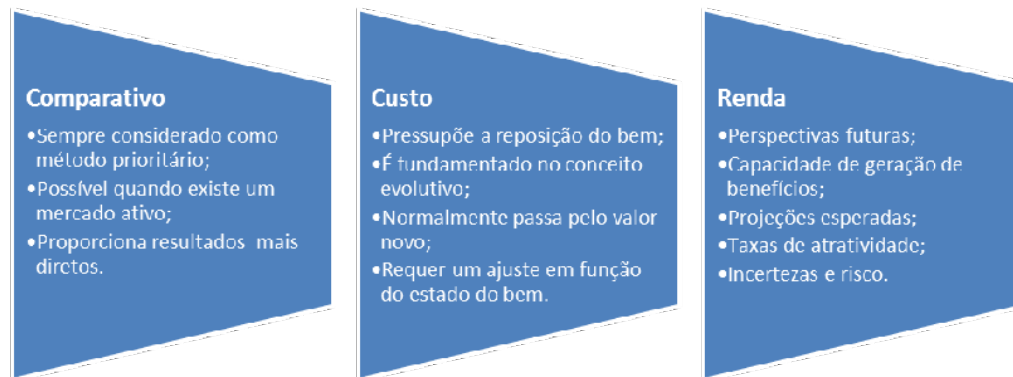 Comparativo
•Sempre considerado como
método prioritário;
•Possível quando existe um
mercado ativo;
•Proporciona resultados mais
diretos.
Custo
•Pressupõe a reposição do bem;
•É fundamentado no conceito
evolutivo;
•Normalmente passa pelo valor
novo;
•Requer um ajuste em função
do estado do bem.
Renda
•Perspectivas futuras;
•Capacidade de geração de
benefícios;
•Projeções esperadas;
•Taxas de atratividade;
•Incertezas e risco.